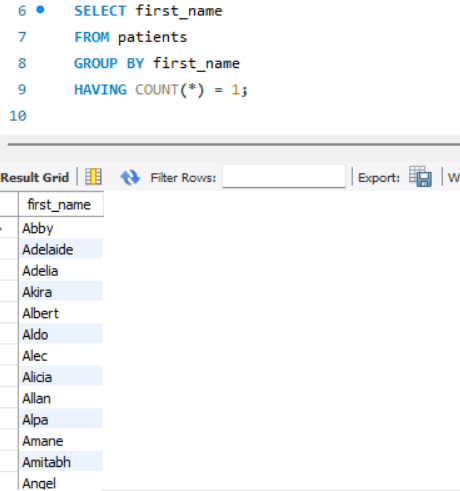 6 SELECT first_name
7 FROM patients
8 GROUP BY first_name
9 HAVING COUNT(*) = 1;
10
Result Grid Filter Rows: Export: W
first_name
Abby
Adelaide
Adelia
Akira
Albert
Aldo
Alec
Alicia
Allan
Alpa
Amane
Amitabh
Angel